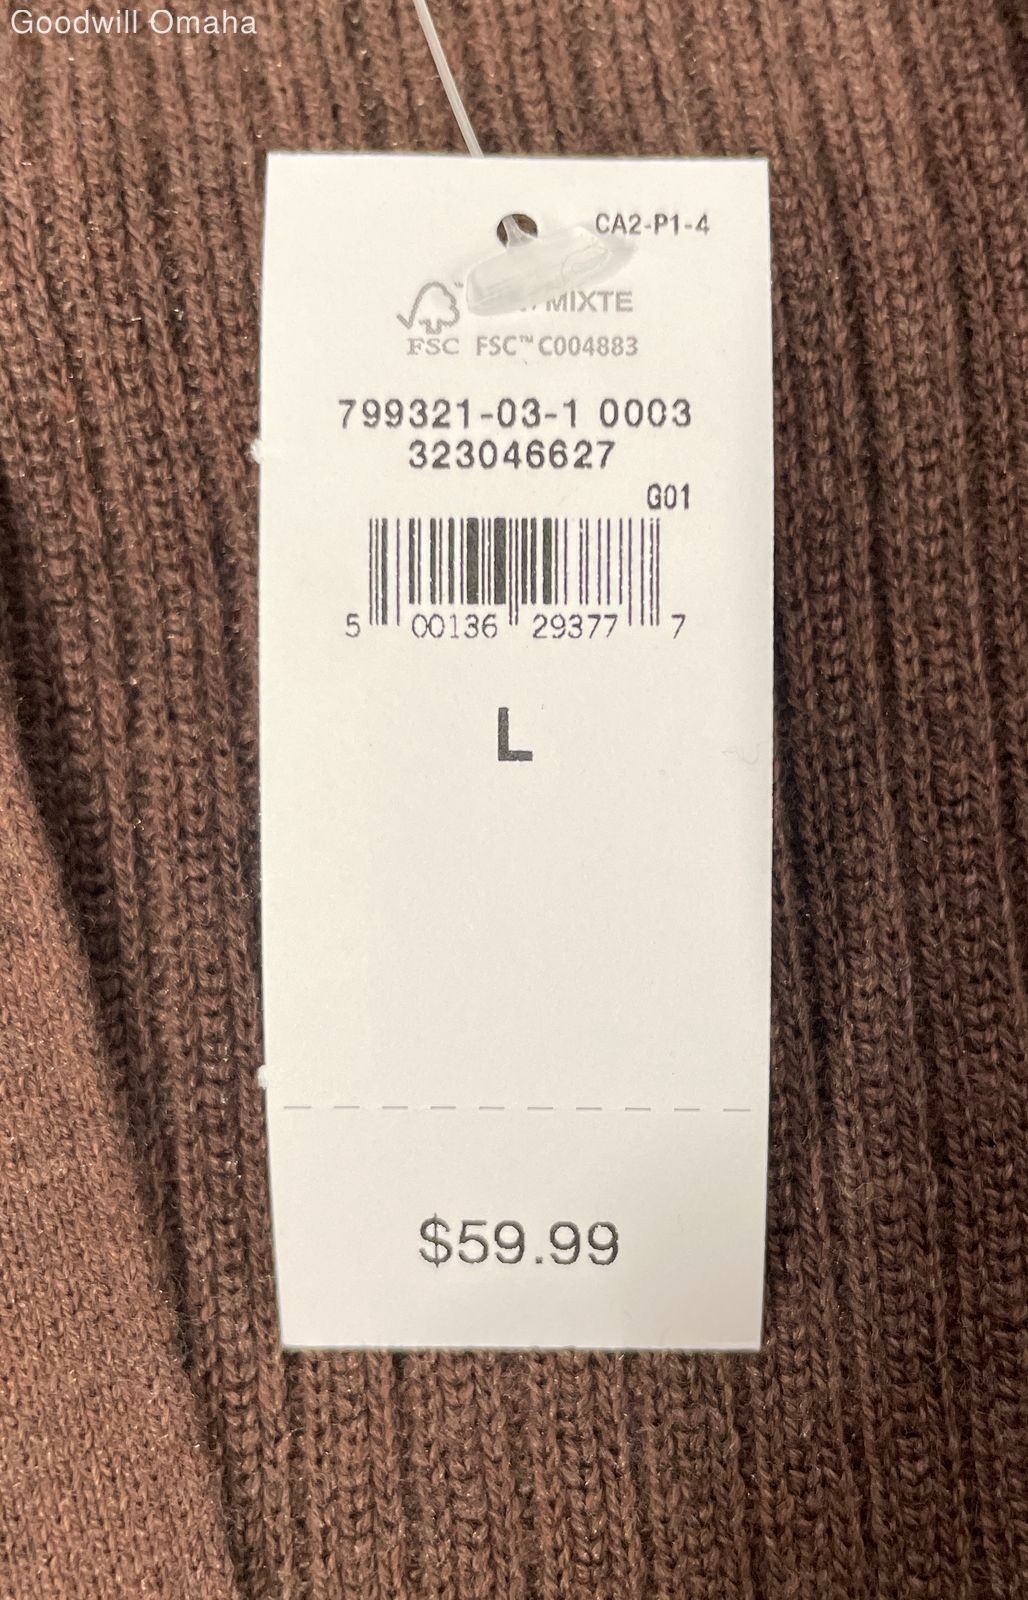 Goodwill Omaha
CA2-P1-4
MIXTE
FSC FSC™ C004883
799321-03-1 0003
323046627
G01
5 00136 29377 7
L
$59.99